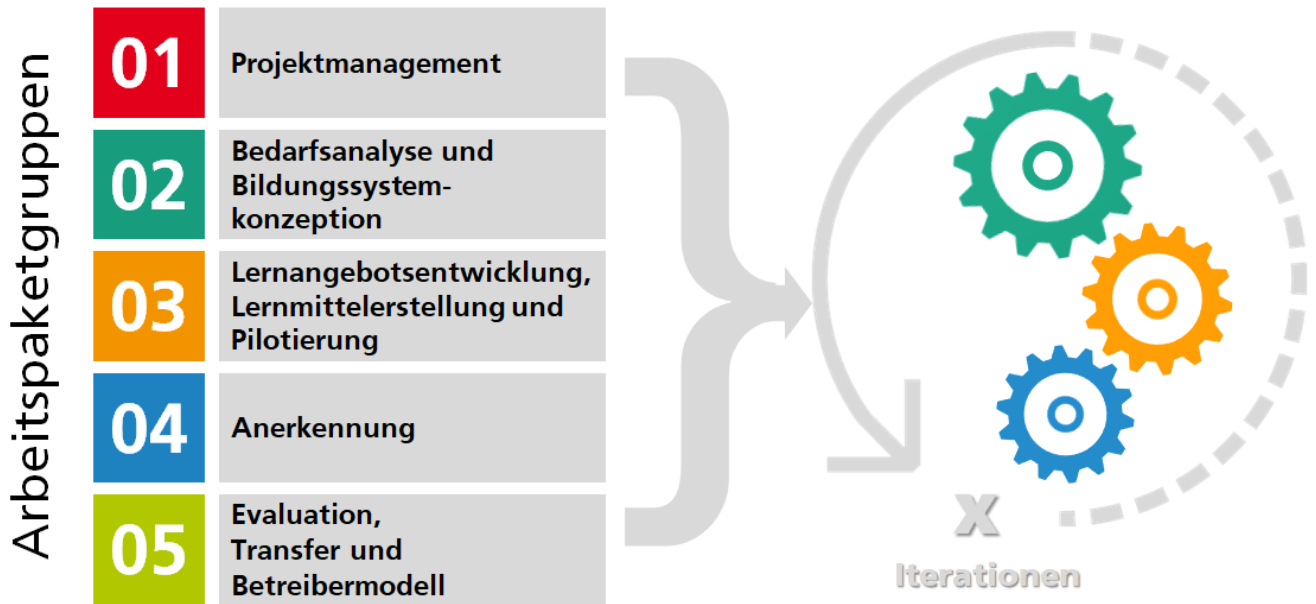 Arbeitspaketgruppen
01
Projektmanagement
02
Bedarfsanalyse und
Bildungssystem-
konzeption
03
Lernangebotsentwicklung,
Lernmittelerstellung und
Pilotierung
04
Anerkennung
05
Evaluation,
Transfer und
Betreibermodell
X
Iterationen